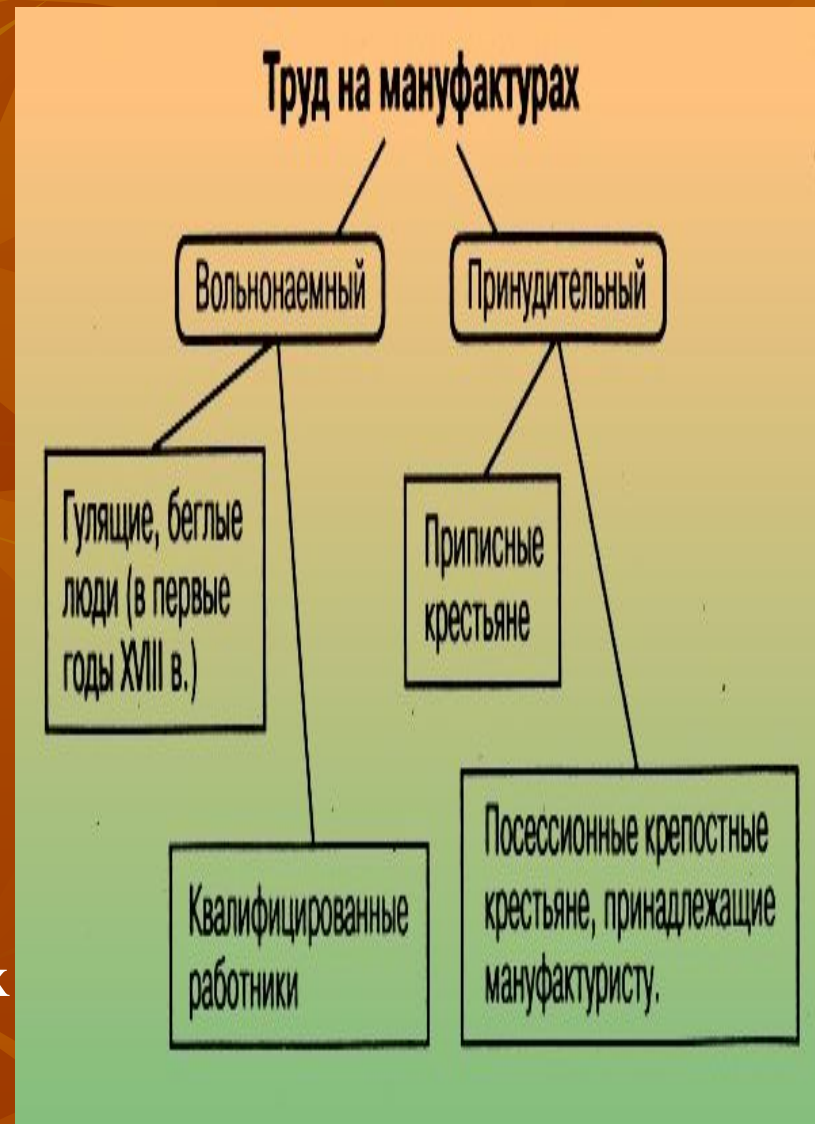 Труд на мануфактурах
Вольнонаемный
Принудительный
Гулящие, беглые
люди (в первые
годы XVIII в.)
Приписные
крестьяне
Квалифицированные
работники
Посессионные крепостные
крестьяне, принадлежащие
мануфактуристу.
к